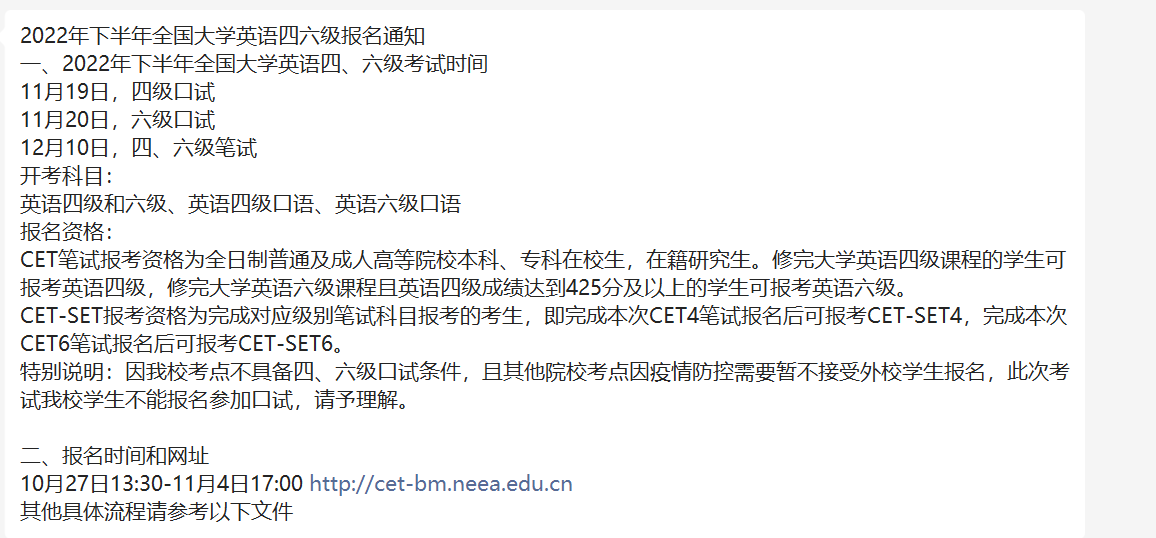 2022年下半年全国大学英语四六级报名通知
一、2022年下半年全国大学英语四、六级考试时间
11月19日，四级口试
11月20日，六级口试
12月10日，四、六级笔试
开考科目：
英语四级和六级、英语四级口语、英语六级口语
报名资格：
CET笔试报考资格为全日制普通及成人高等院校本科、专科在校生，在籍研究生。修完大学英语四级课程的学生可
报考英语四级，修完大学英语六级课程且英语四级成绩达到425分及以上的学生可报考英语六级。
CET-SET报考资格为完成对应级别笔试科目报考的考生，即完成本次CET4笔试报名后可报考CET-SET4，完成本次
CET6笔试报名后可报考CET-SET6。
特别说明：因我校考点不具备四、六级口试条件，且其他院校考点因疫情防控需要暂不接受外校学生报名，此次考
试我校学生不能报名参加口试，请予理解。
二、报名时间和网址
10月27日13:30-11月4日17:00 http://cet-bm.neea.edu.cn
其他具体流程请参考以下文件